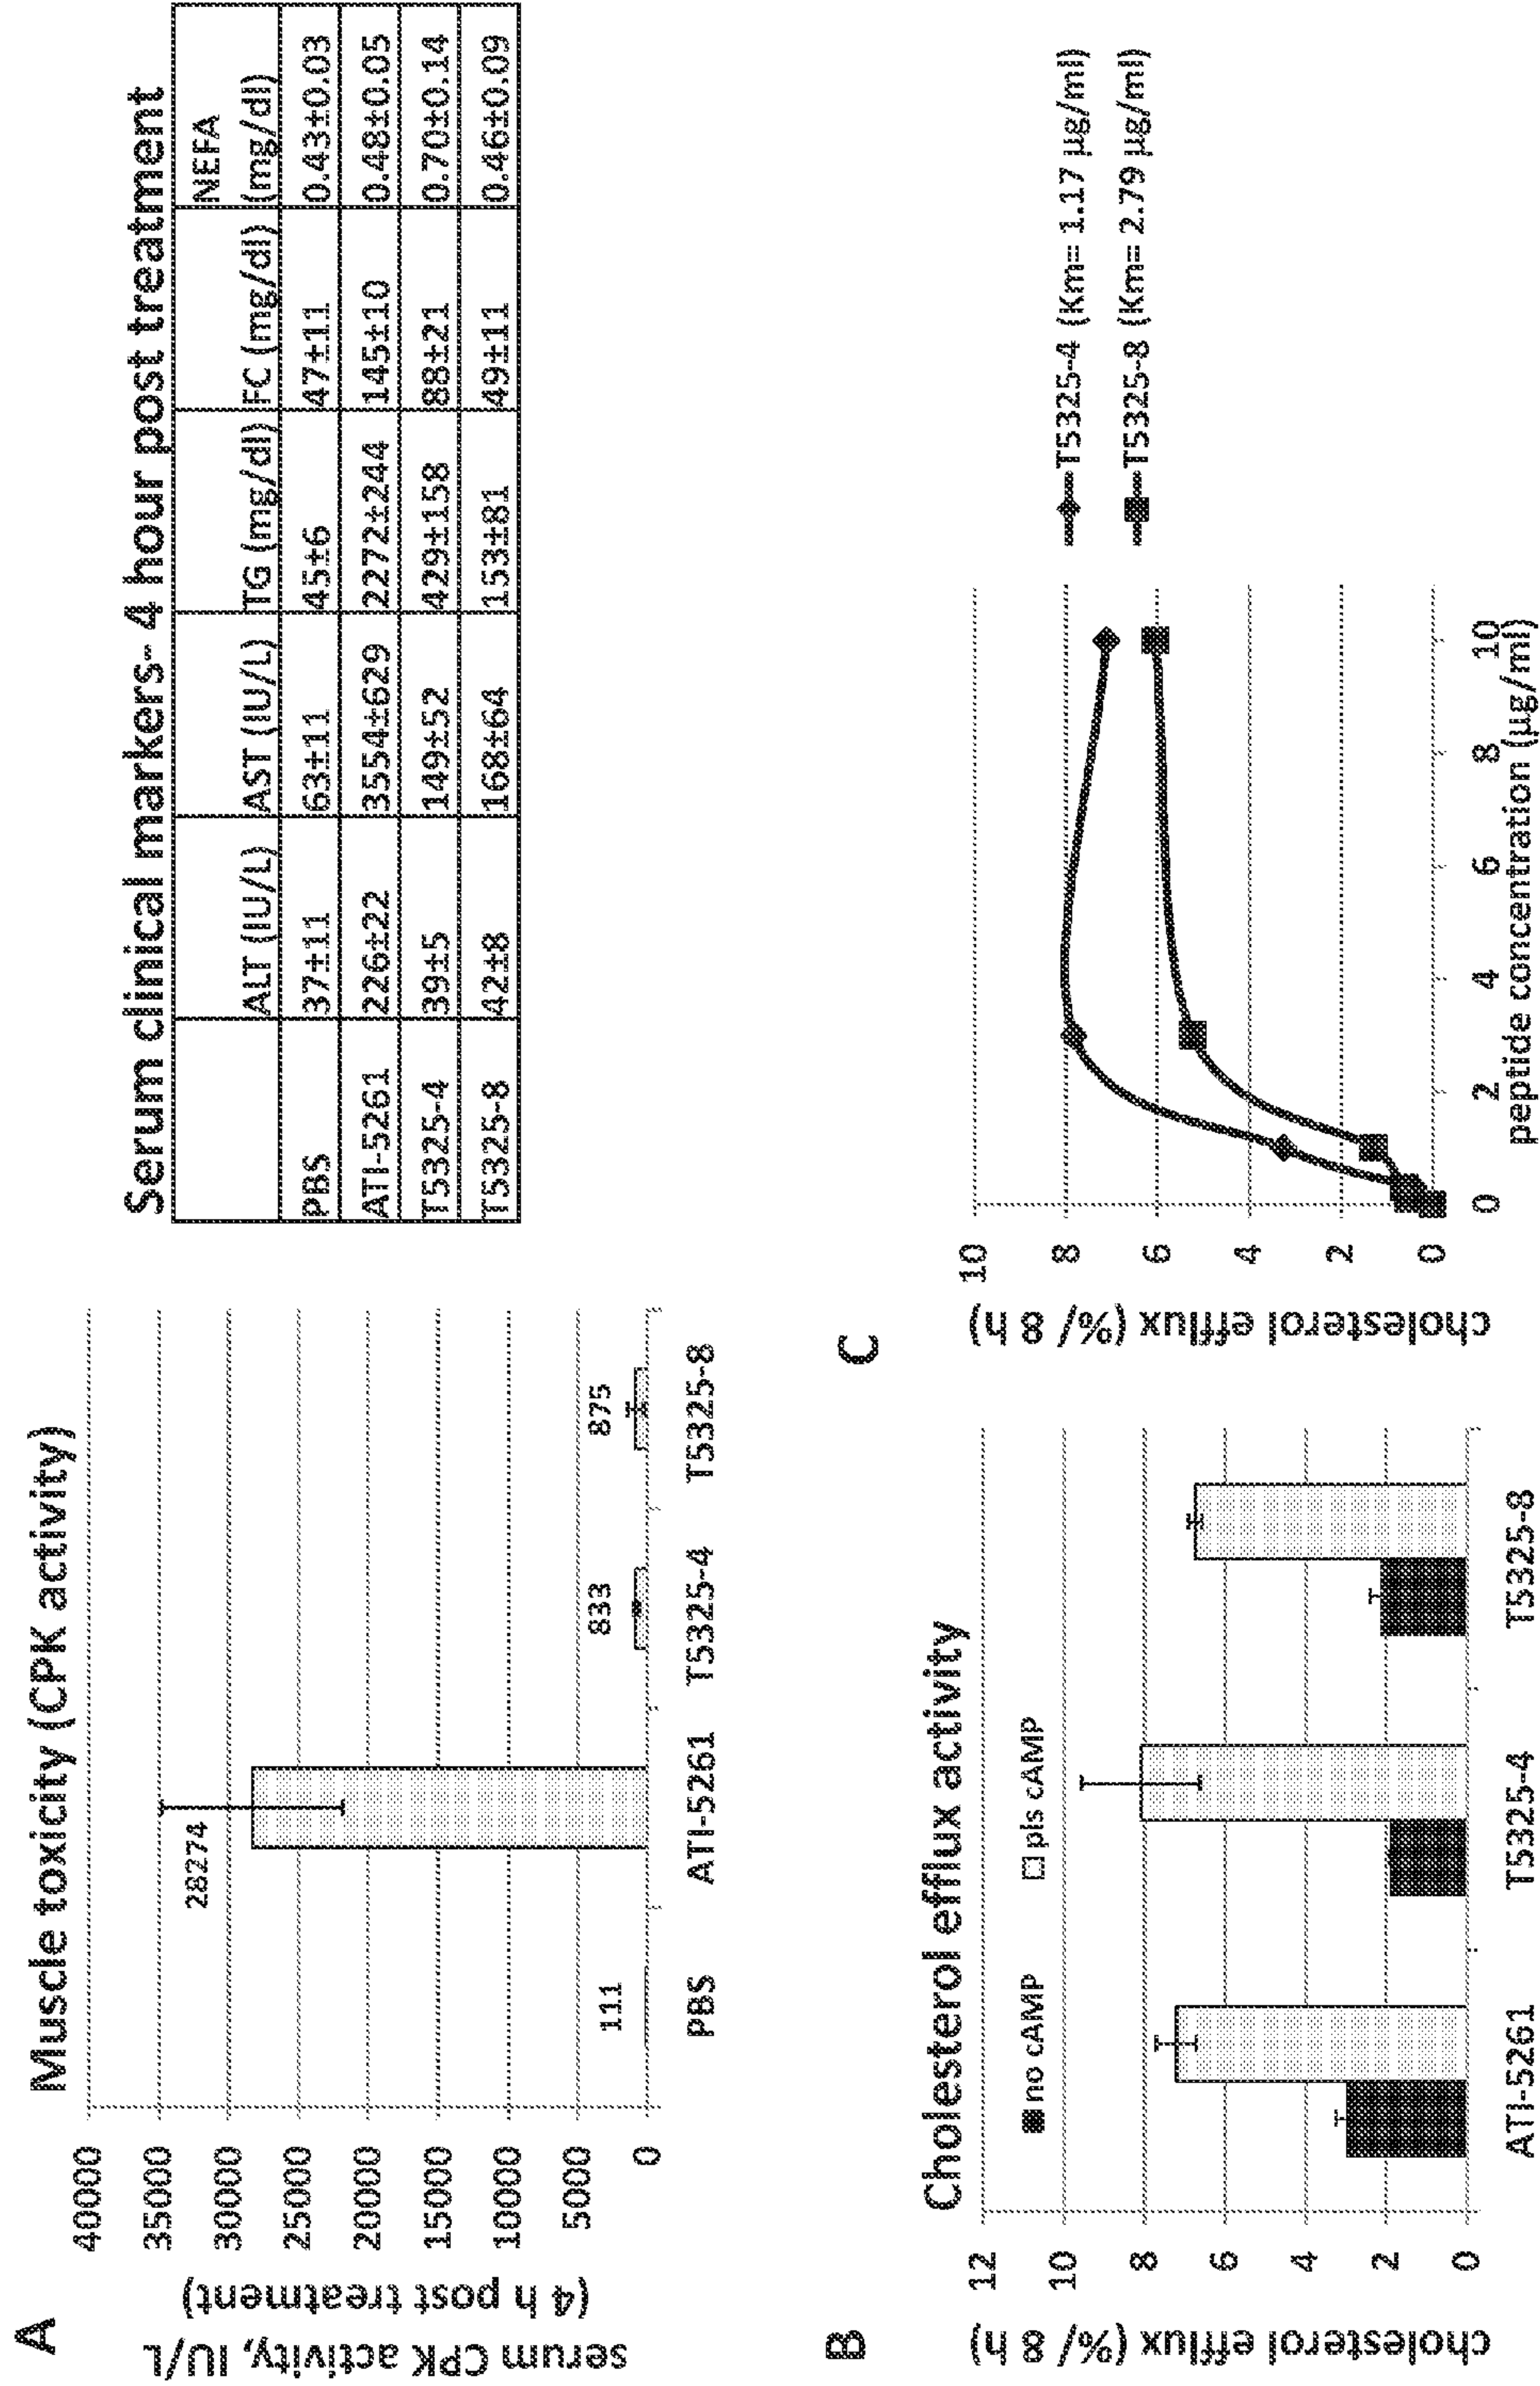 A
Muscle toxicity (CPK activity)
serum CPK activity, IU/L
(4 h post treatment)
40000
35000
30000
25000
20000
15000
10000
5000
0
111
28274
833
875
PBS
ATI-5261
T5325-4
T5325-8
Serum clinical markers- 4 hour post treatment
ALT (IU/L) AST (IU/L) TG (mg/dl) FC (mg/dl) NEFA (mg/dl)
PBS 37±11 63±11 45±6 47±11 0.43±0.03
ATI-5261 226±22 3554±629 2272±244 145±10 0.48±0.05
T5325-4 39±5 149±52 429±158 88±21 0.70±0.14
T5325-8 42±8 168±64 153±81 49±11 0.46±0.09
B
Cholesterol efflux activity
cholesterol efflux (%/ 8 h)
12
10
8
6
4
2
0
no cAMP
pls cAMP
ATI-5261
T5325-4
T5325-8
C
cholesterol efflux (%/ 8 h)
10
8
6
4
2
0
0 2 4 6 8 10
peptide concentration (µg/ml)
T5325-4 (Km= 1.17 µg/ml)
T5325-8 (Km= 2.79 µg/ml)